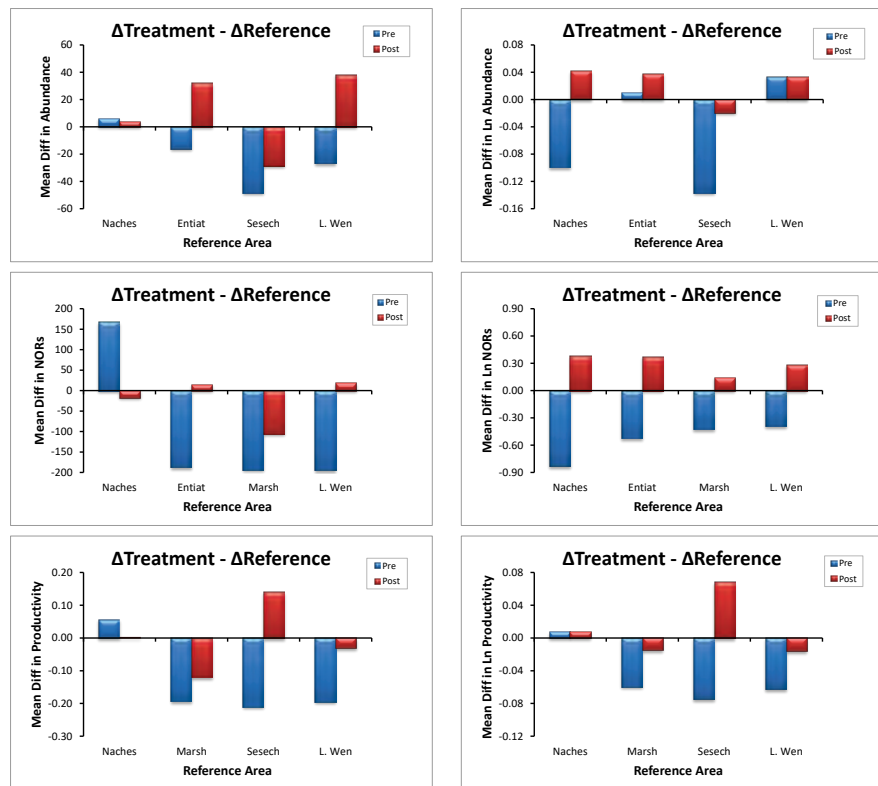 ΔTreatment - ΔReference
Pre
Post
Mean Diff in Abundance
60
40
20
0
-20
-40
-60
Naches Entiat Sesech L. Wen
Reference Area
ΔTreatment - ΔReference
Pre
Post
Mean Diff in Ln Abundance
0.08
0.04
0.00
-0.04
-0.08
-0.12
-0.16
Naches Entiat Sesech L. Wen
Reference Area
ΔTreatment - ΔReference
Pre
Post
Mean Diff in NORs
200
150
100
50
0
-50
-100
-150
-200
Naches Entiat Marsh L. Wen
Reference Area
ΔTreatment - ΔReference
Pre
Post
Mean Diff in Ln NORs
0.90
0.60
0.30
0.00
-0.30
-0.60
-0.90
Naches Entiat Marsh L. Wen
Reference Area
ΔTreatment - ΔReference
Pre
Post
Mean Diff in Productivity
0.20
0.10
0.00
-0.10
-0.20
-0.30
Naches Marsh Sesech L. Wen
Reference Area
ΔTreatment - ΔReference
Pre
Post
Mean Diff in Ln Productivity
0.08
0.04
0.00
-0.04
-0.08
-0.12
Naches Marsh Sesech L. Wen
Reference Area